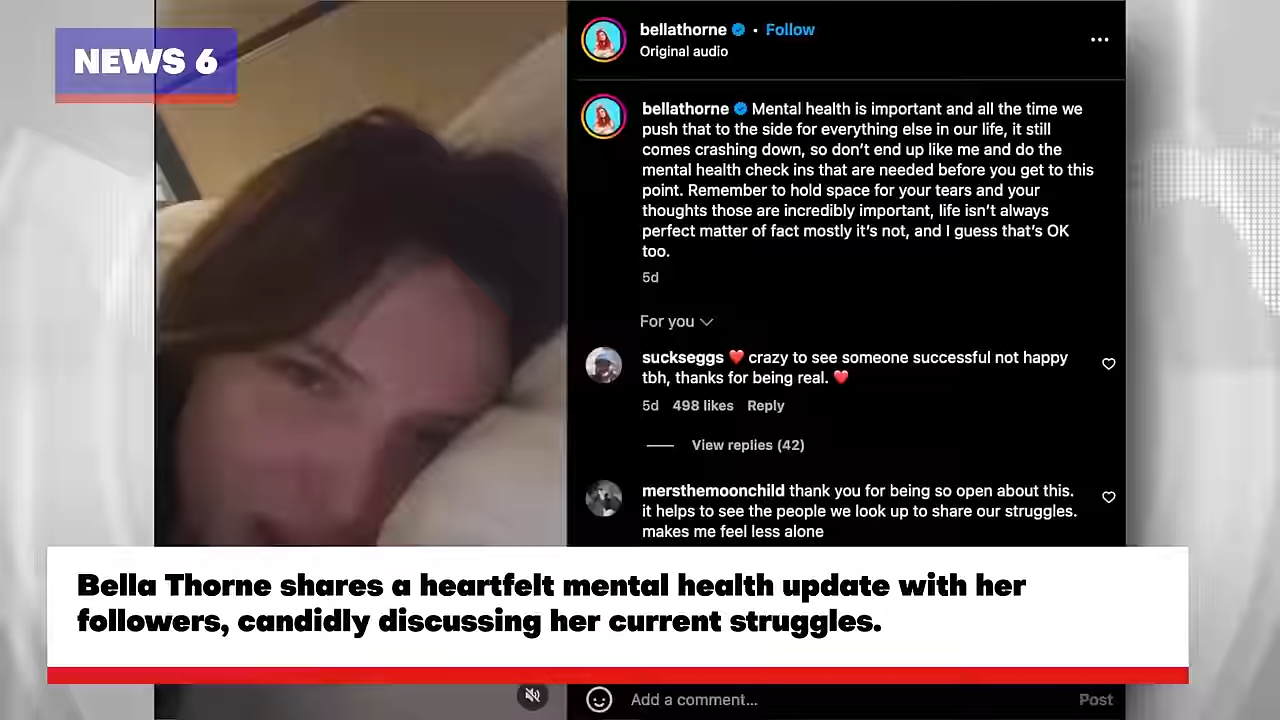 NEWS 6
bellathorne • Follow
Original audio
bellathorne Mental health is important and all the time we
push that to the side for everything else in our life, it still
comes crashing down, so don’t end up like me and do the
mental health check ins that are needed before you get to this
point. Remember to hold space for your tears and your
thoughts those are incredibly important, life isn’t always
perfect matter of fact mostly it’s not, and I guess that’s OK
too.
5d
For you
suckseggs ❤️ crazy to see someone successful not happy
tbh, thanks for being real. ❤️
5d 498 likes Reply
View replies (42)
mersthemoonchild thank you for being so open about this.
it helps to see the people we look up to share our struggles.
makes me feel less alone
Bella Thorne shares a heartfelt mental health update with her
followers, candidly discussing her current struggles.
Add a comment...
Post